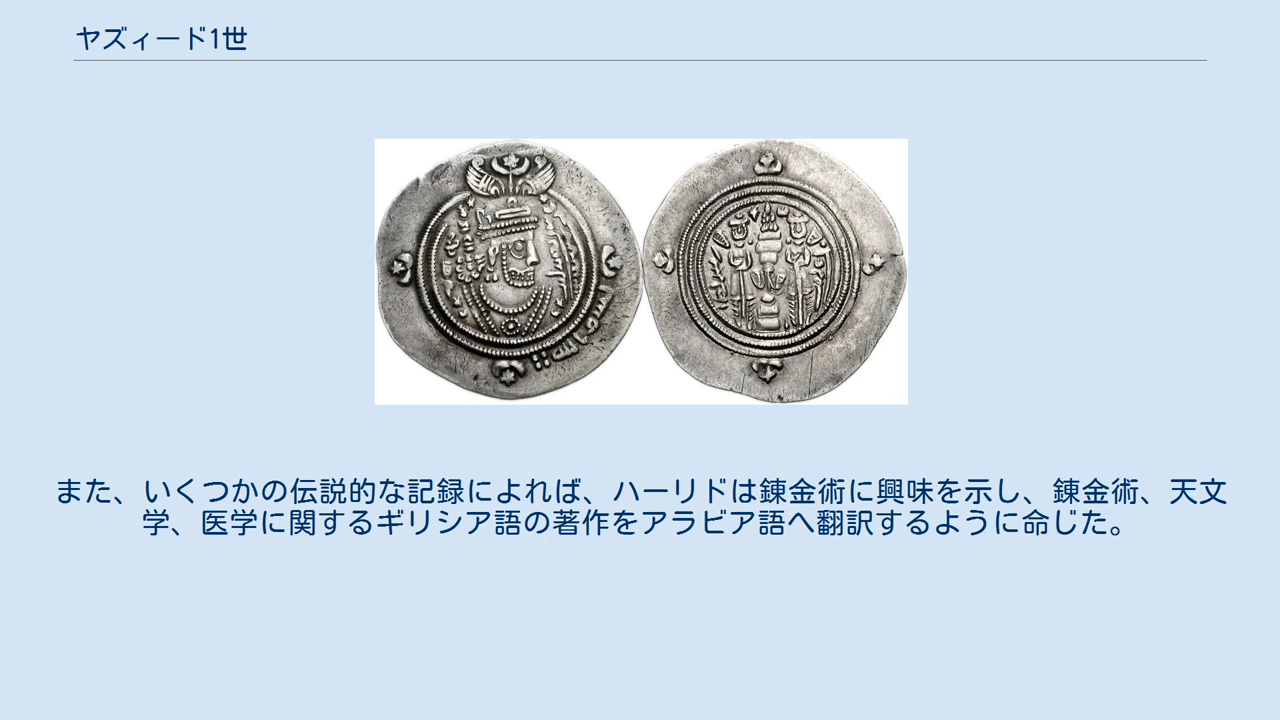 ヤズィード1世
また、いくつかの伝説的な記録によれば、ハーリドは錬金術に興味を示し、錬金術、天文
学、医学に関するギリシア語の著作をアラビア語へ翻訳するように命じた。